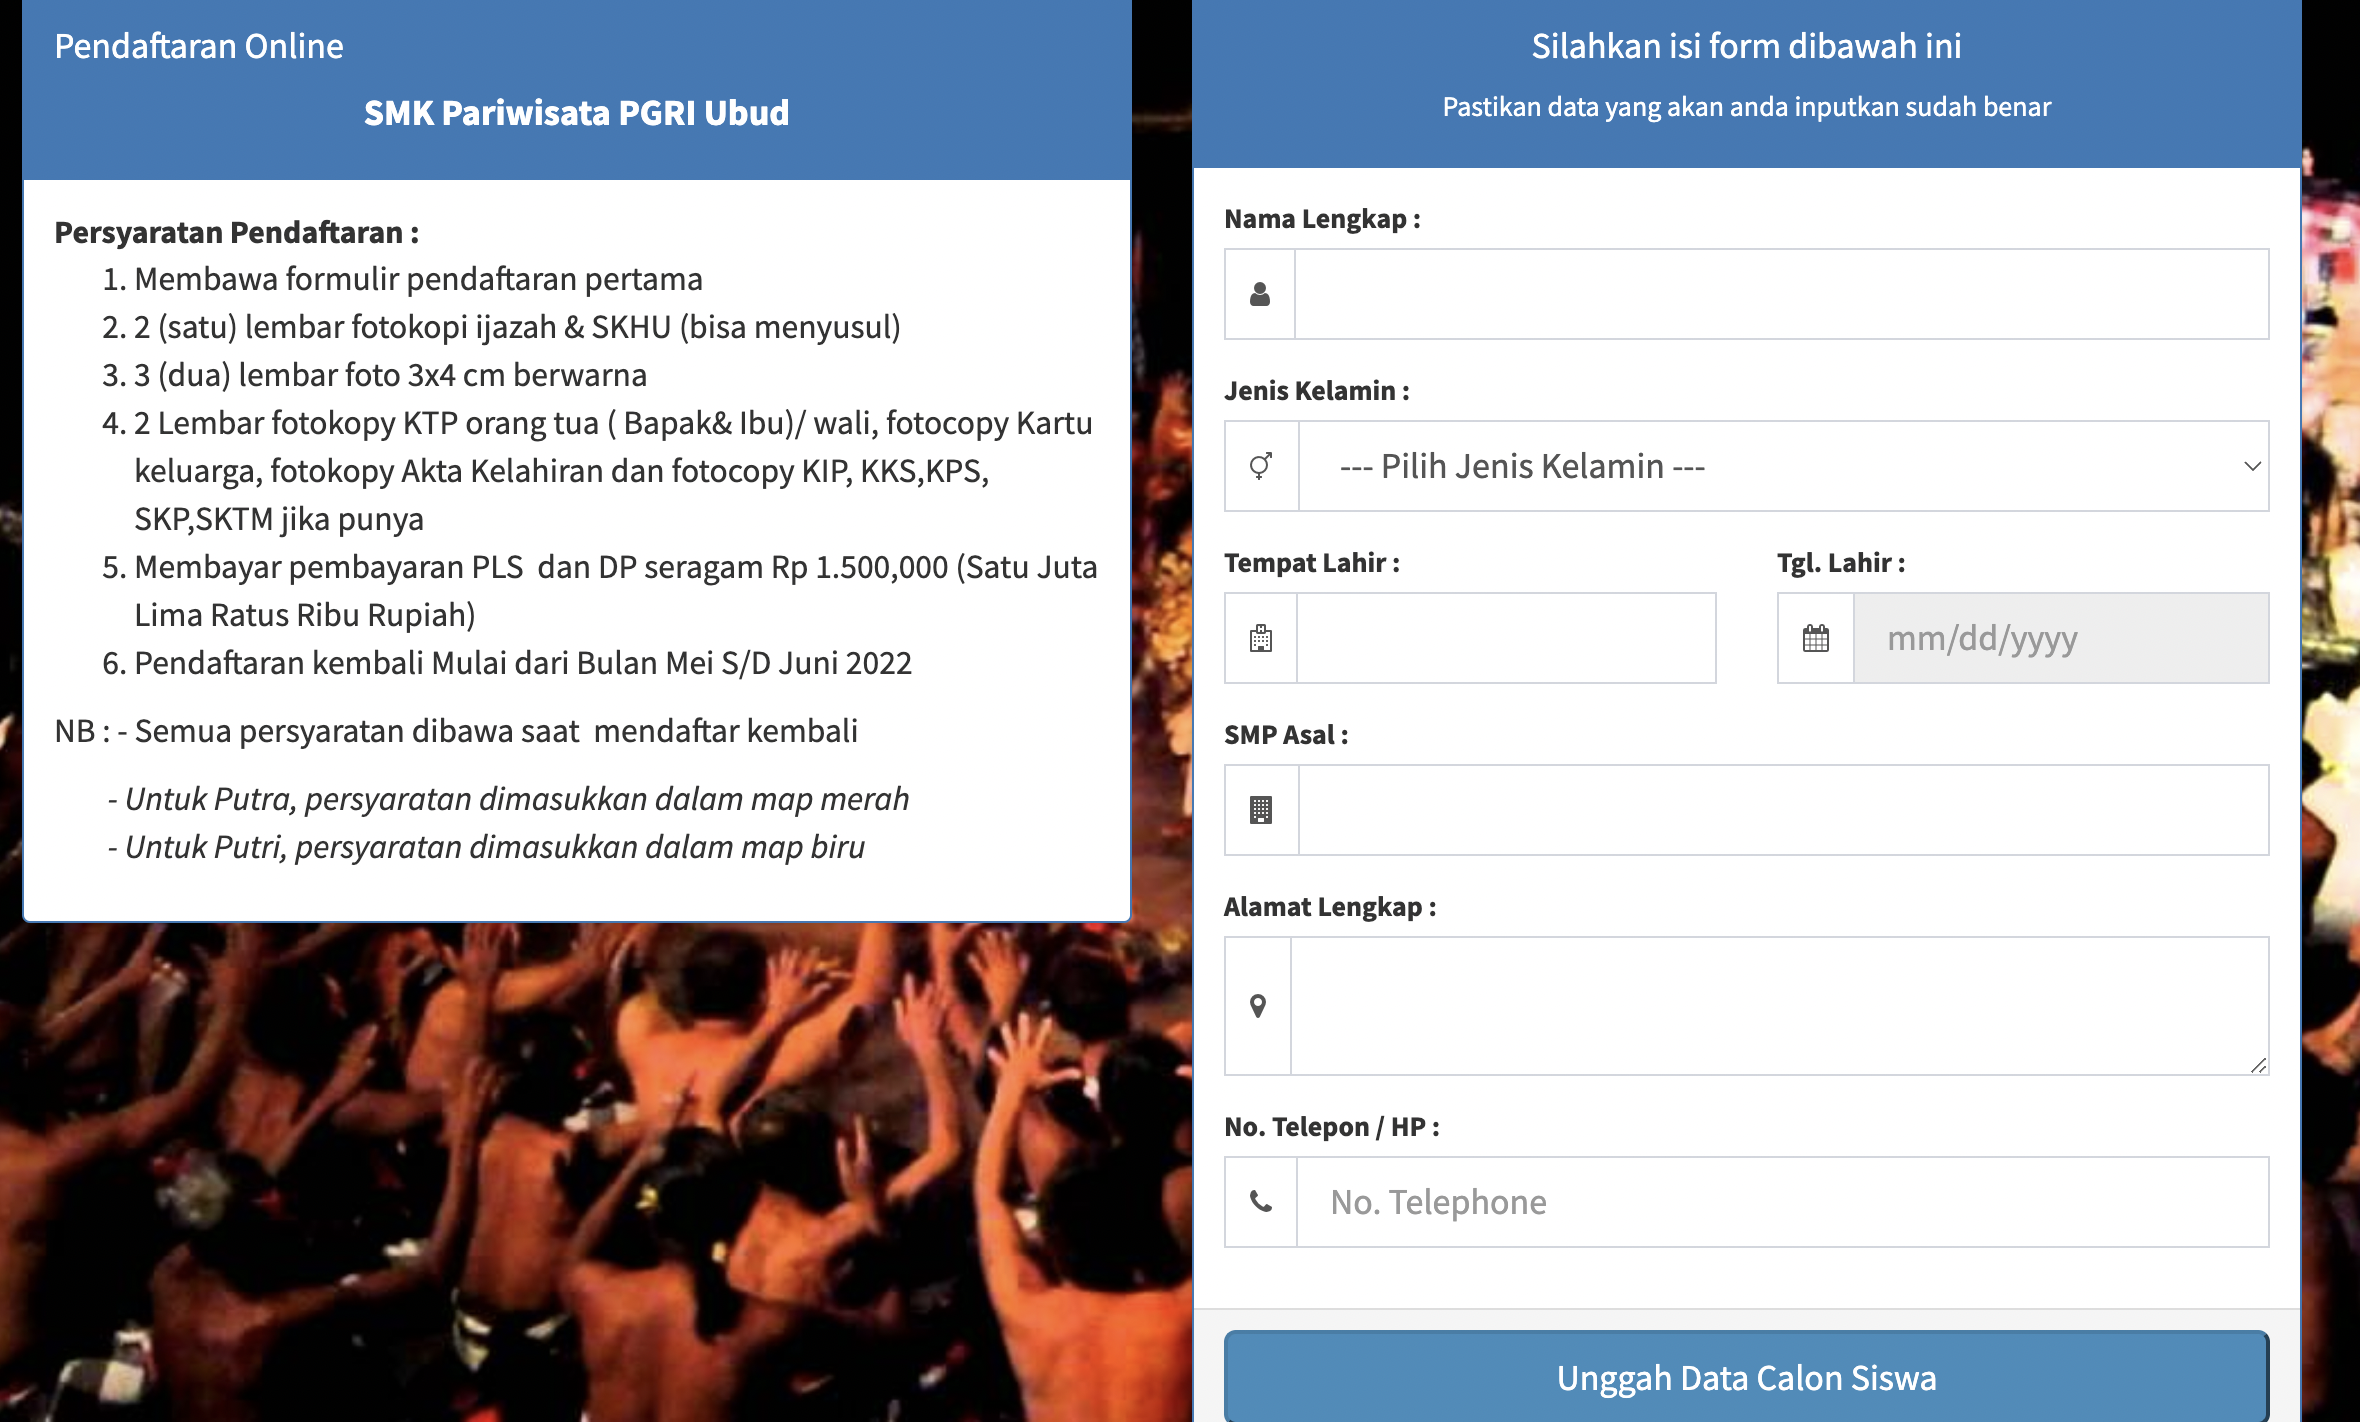 Pendaftaran Online
SMK Pariwisata PGRI Ubud
Persyaratan Pendaftaran :
1. Membawa formulir pendaftaran pertama
2. 2 (satu) lembar fotokopi ijazah & SKHU (bisa menyusul)
3. 3 (dua) lembar foto 3x4 cm berwarna
4. 2 Lembar fotokopy KTP orang tua ( Bapak& Ibu)/ wali, fotocopy Kartu
keluarga, fotokopy Akta Kelahiran dan fotocopy KIP, KKS,KPS,
SKP,SKTM jika punya
5. Membayar pembayaran PLS  dan DP seragam Rp 1.500,000 (Satu Juta
Lima Ratus Ribu Rupiah)
6. Pendaftaran kembali Mulai dari Bulan Mei S/D Juni 2022
NB : - Semua persyaratan dibawa saat  mendaftar kembali
- Untuk Putra, persyaratan dimasukkan dalam map merah
- Untuk Putri, persyaratan dimasukkan dalam map biru
Silahkan isi form dibawah ini
Pastikan data yang akan anda inputkan sudah benar
Nama Lengkap :
Jenis Kelamin :
--- Pilih Jenis Kelamin ---
Tempat Lahir :
Tgl. Lahir :
mm/dd/yyyy
SMP Asal :
Alamat Lengkap :
No. Telepon / HP :
No. Telephone
Unggah Data Calon Siswa